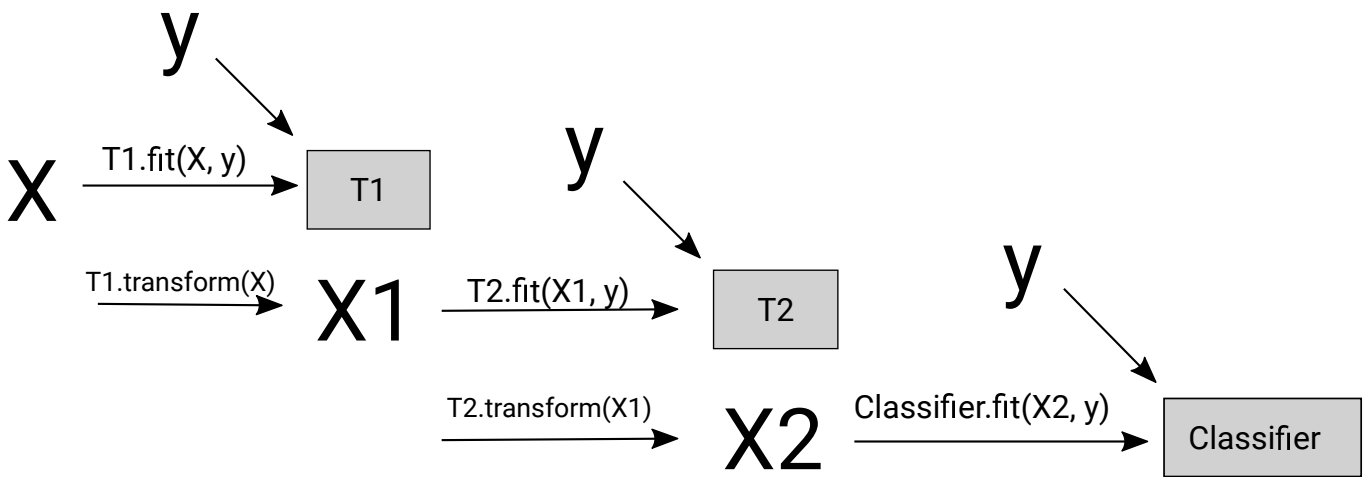 y
X
T1.fit(X, y)
T1
y
T1.transform(X)
X1
T2.fit(X1, y)
T2
y
T2.transform(X1)
X2
Classifier.fit(X2, y)
Classifier